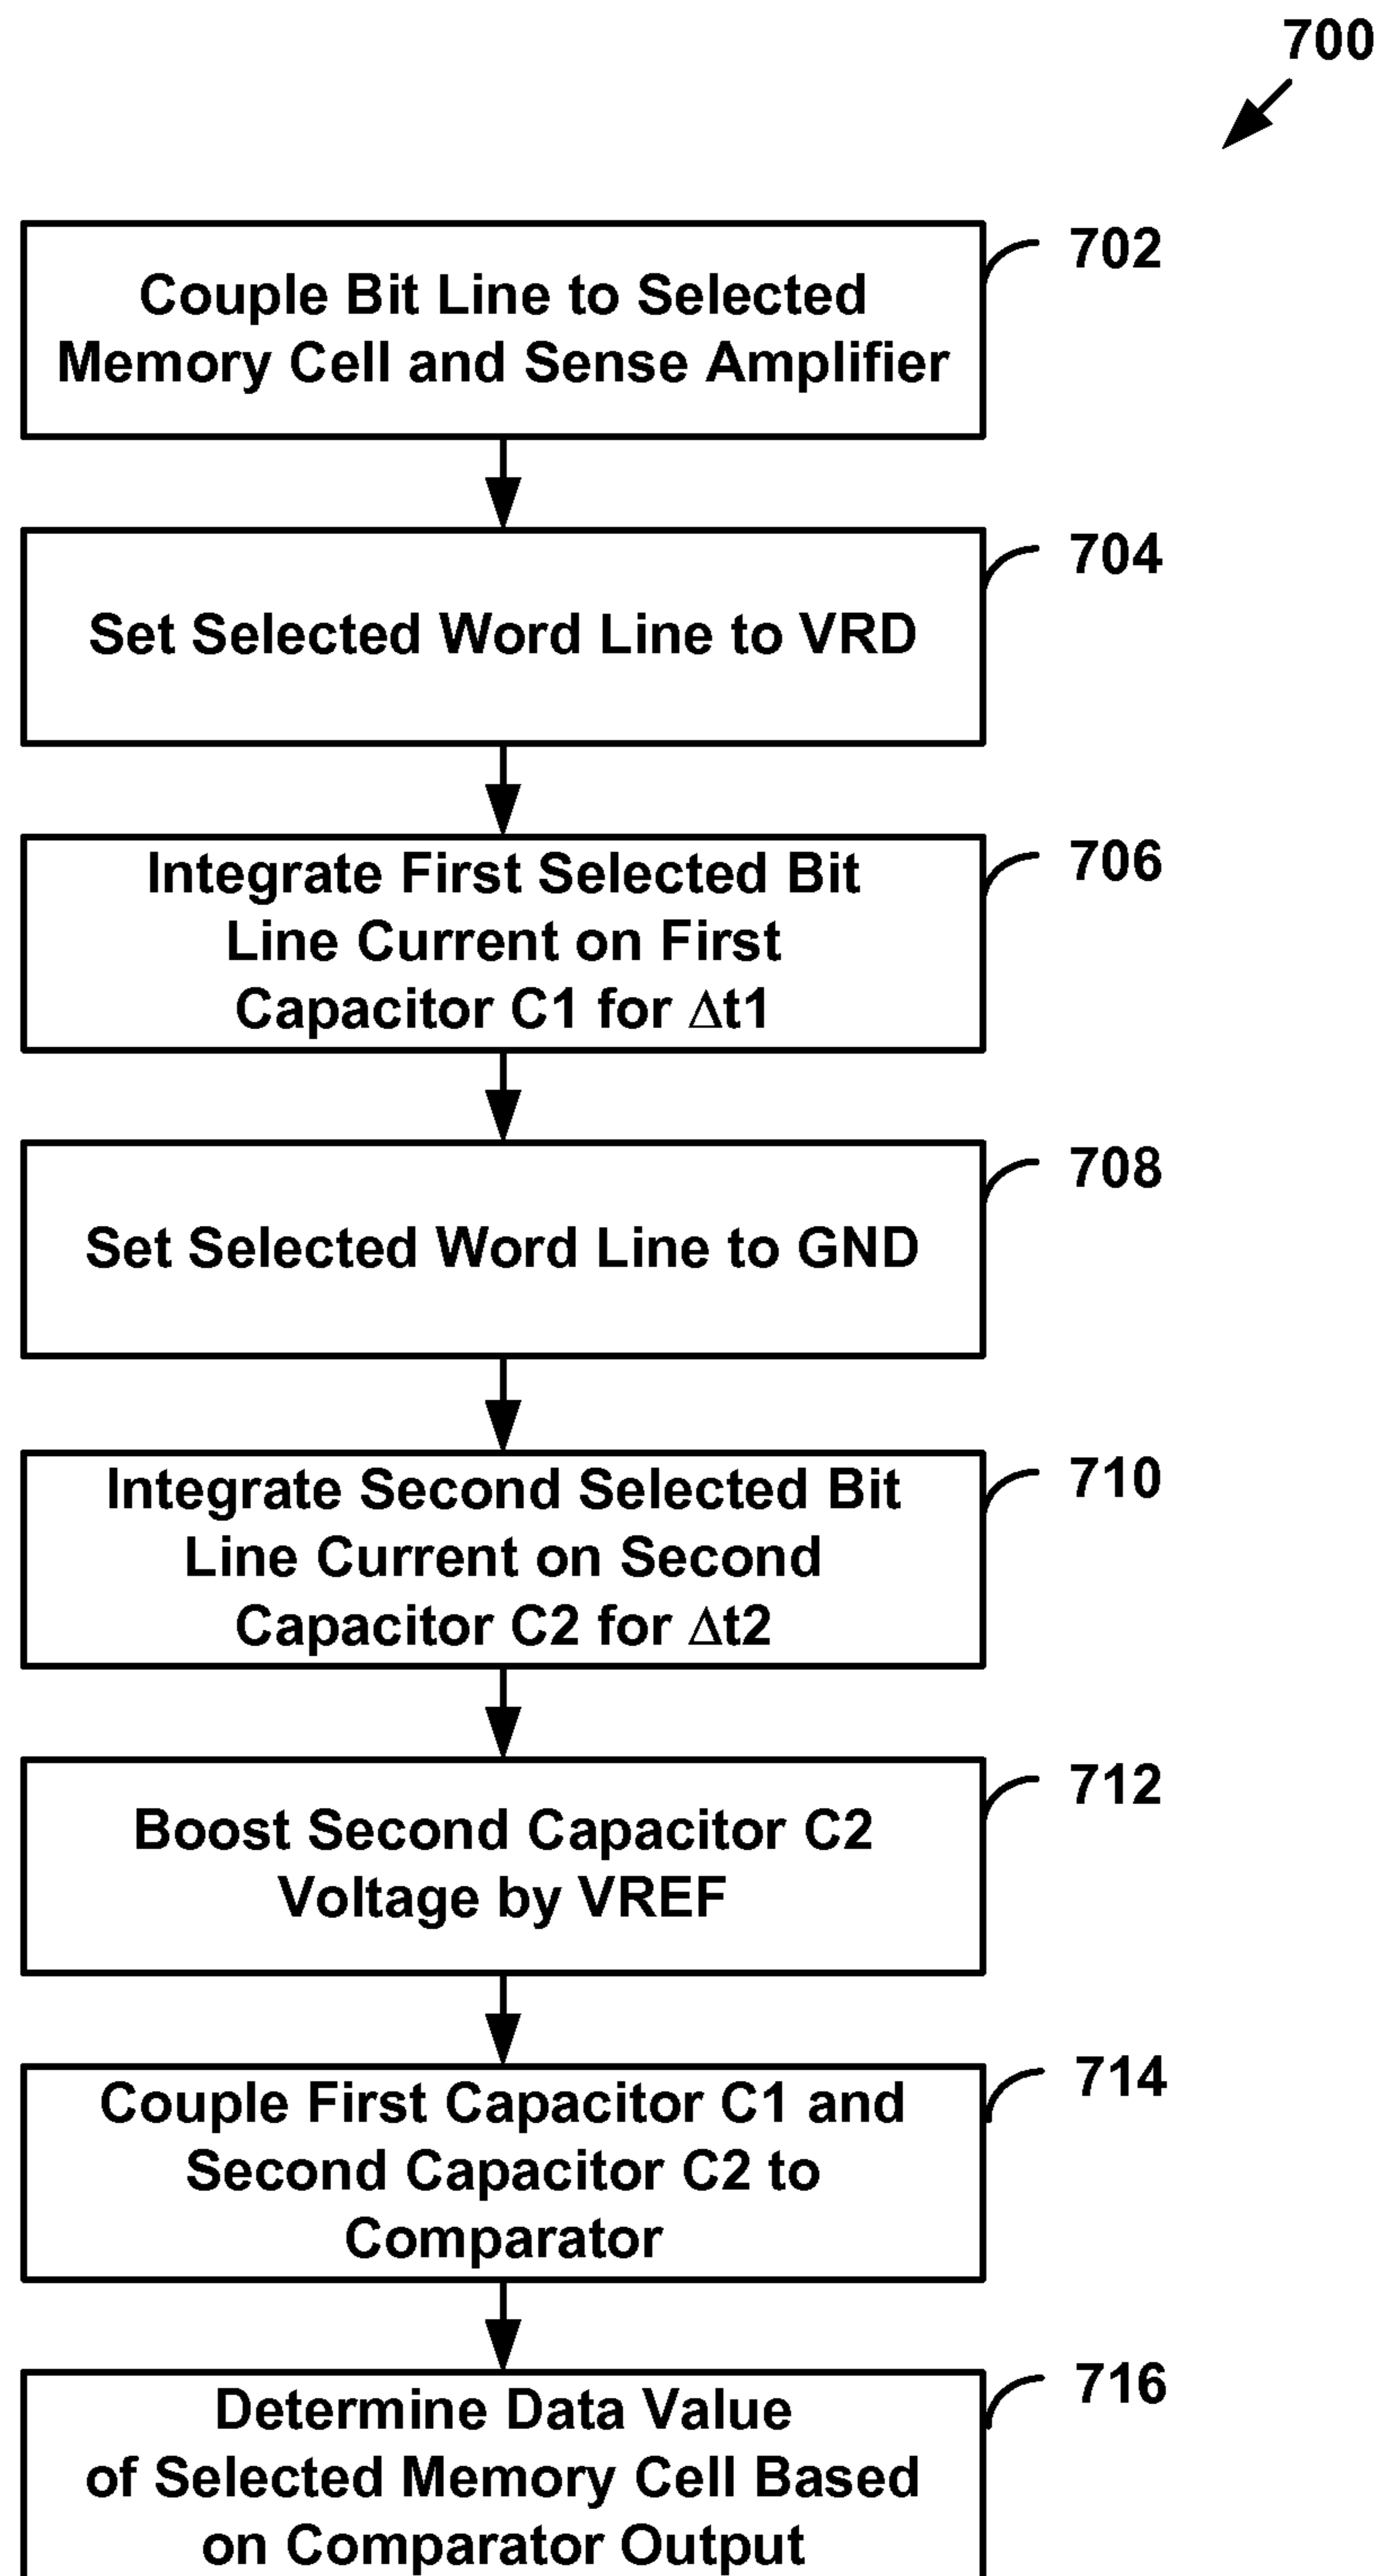 700
702
Couple Bit Line to Selected
Memory Cell and Sense Amplifier
704
Set Selected Word Line to VRD
706
Integrate First Selected Bit
Line Current on First
Capacitor C1 for Δt1
708
Set Selected Word Line to GND
710
Integrate Second Selected Bit
Line Current on Second
Capacitor C2 for Δt2
712
Boost Second Capacitor C2
Voltage by VREF
714
Couple First Capacitor C1 and
Second Capacitor C2 to
Comparator
716
Determine Data Value
of Selected Memory Cell Based
on Comparator Output